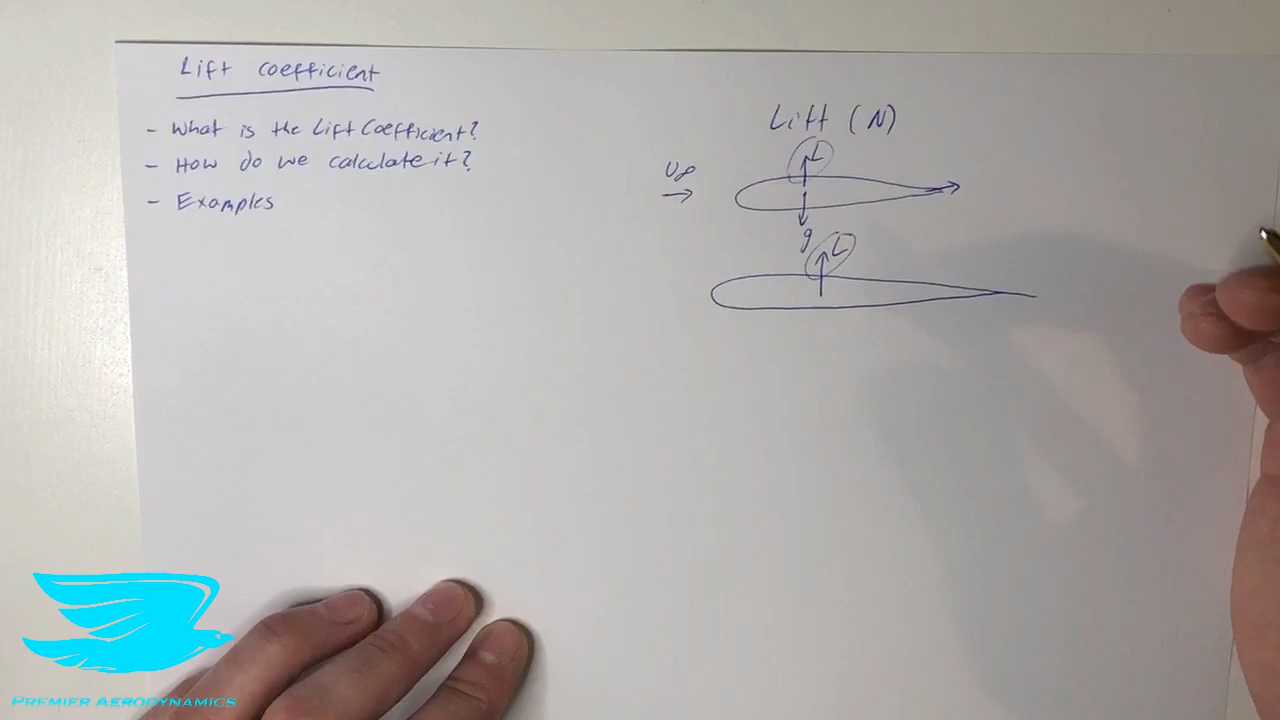 Lift Coefficient
- What is the Lift Coefficient?
- How do we calculate it?
- Examples
Lift (N)
L
U∞
g
L
PREMIER AERODYNAMICS